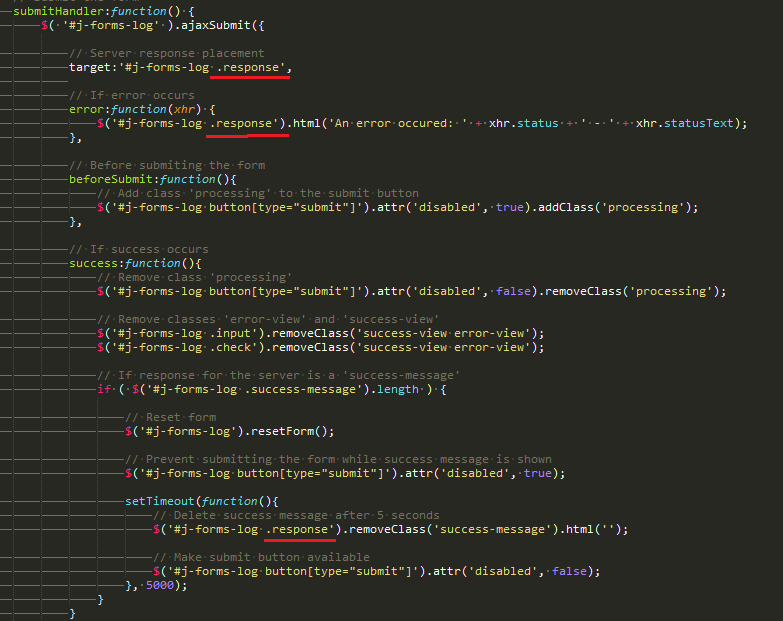 // Submit the form
submitHandler:function() {
$( '#j-forms-log' ).ajaxSubmit({
// Server response placement
target:'#j-forms-log .response',
// If error occurs
error:function(xhr) {
$('#j-forms-log .response').html('An error occured: ' + xhr.status + ' - ' + xhr.statusText);
},
// Before submiting the form
beforeSubmit:function(){
// Add class 'processing' to the submit button
$('#j-forms-log button[type="submit"]').attr('disabled', true).addClass('processing');
},
// If success occurs
success:function(){
// Remove class 'processing'
$('#j-forms-log button[type="submit"]').attr('disabled', false).removeClass('processing');
// Remove classes 'error-view' and 'success-view'
$('#j-forms-log .input').removeClass('success-view error-view');
$('#j-forms-log .check').removeClass('success-view error-view');
// If response for the server is a 'success-message'
if ( $('#j-forms-log .success-message').length ) {
// Reset form
$('#j-forms-log').resetForm();
// Prevent submitting the form while success message is shown
$('#j-forms-log button[type="submit"]').attr('disabled', true);
setTimeout(function(){
// Delete success message after 5 seconds
$('#j-forms-log .response').removeClass('success-message').html('');
// Make submit button available
$('#j-forms-log button[type="submit"]').attr('disabled', false);
}, 5000);
}
}